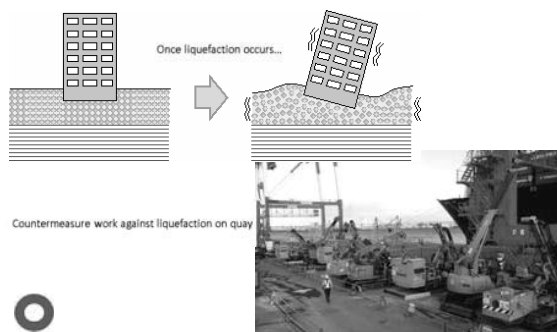 Once liquefaction occurs...
Countermeasure work against liquefaction on quay